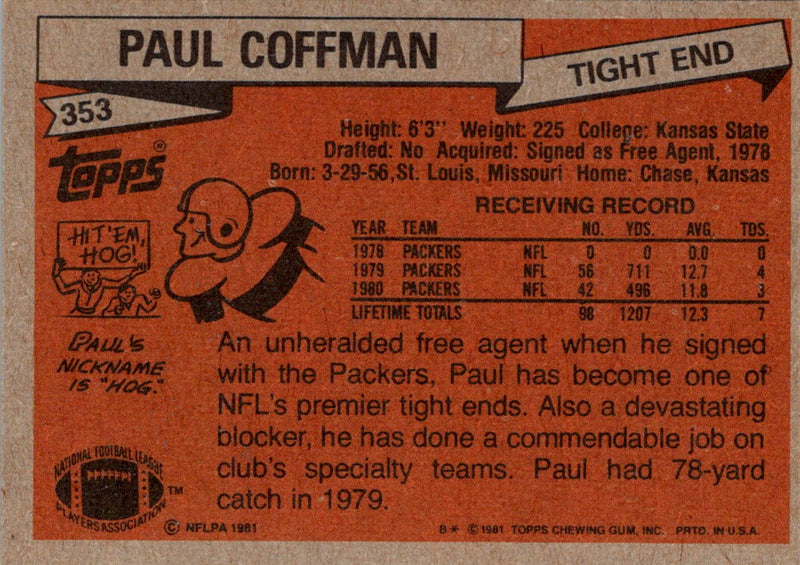 PAUL COFFMAN
TIGHT END
353
Topps®
Height: 6'3" Weight: 225 College: Kansas State
Drafted: No Acquired: Signed as Free Agent, 1978
Born: 3-29-56, St. Louis, Missouri Home: Chase, Kansas
HIT 'EM,
HOG!
PAUL'S
NICKNAME
IS "HOG."
RECEIVING RECORD
YEAR TEAM NO. YDS. AVG. TDS.
1978 PACKERS NFL 0 0 0.0 0
1979 PACKERS NFL 56 711 12.7 4
1980 PACKERS NFL 42 496 11.8 3
LIFETIME TOTALS 98 1207 12.3 7
An unheralded free agent when he signed
with the Packers, Paul has become one of
NFL's premier tight ends. Also a devastating
blocker, he has done a commendable job on
club's specialty teams. Paul had 78-yard
catch in 1979.
NATIONAL FOOTBALL LEAGUE
PLAYERS ASSOCIATION
TM
© NFLPA 1981
B* © 1981 TOPPS CHEWING GUM, INC. PRTD. IN U.S.A.